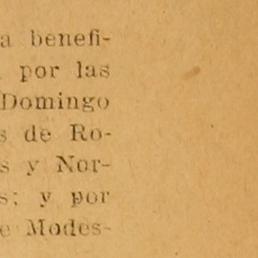 a benefi-
por las
Domingo
s de Ro-
s y Nor-
s; y por
e Modes-